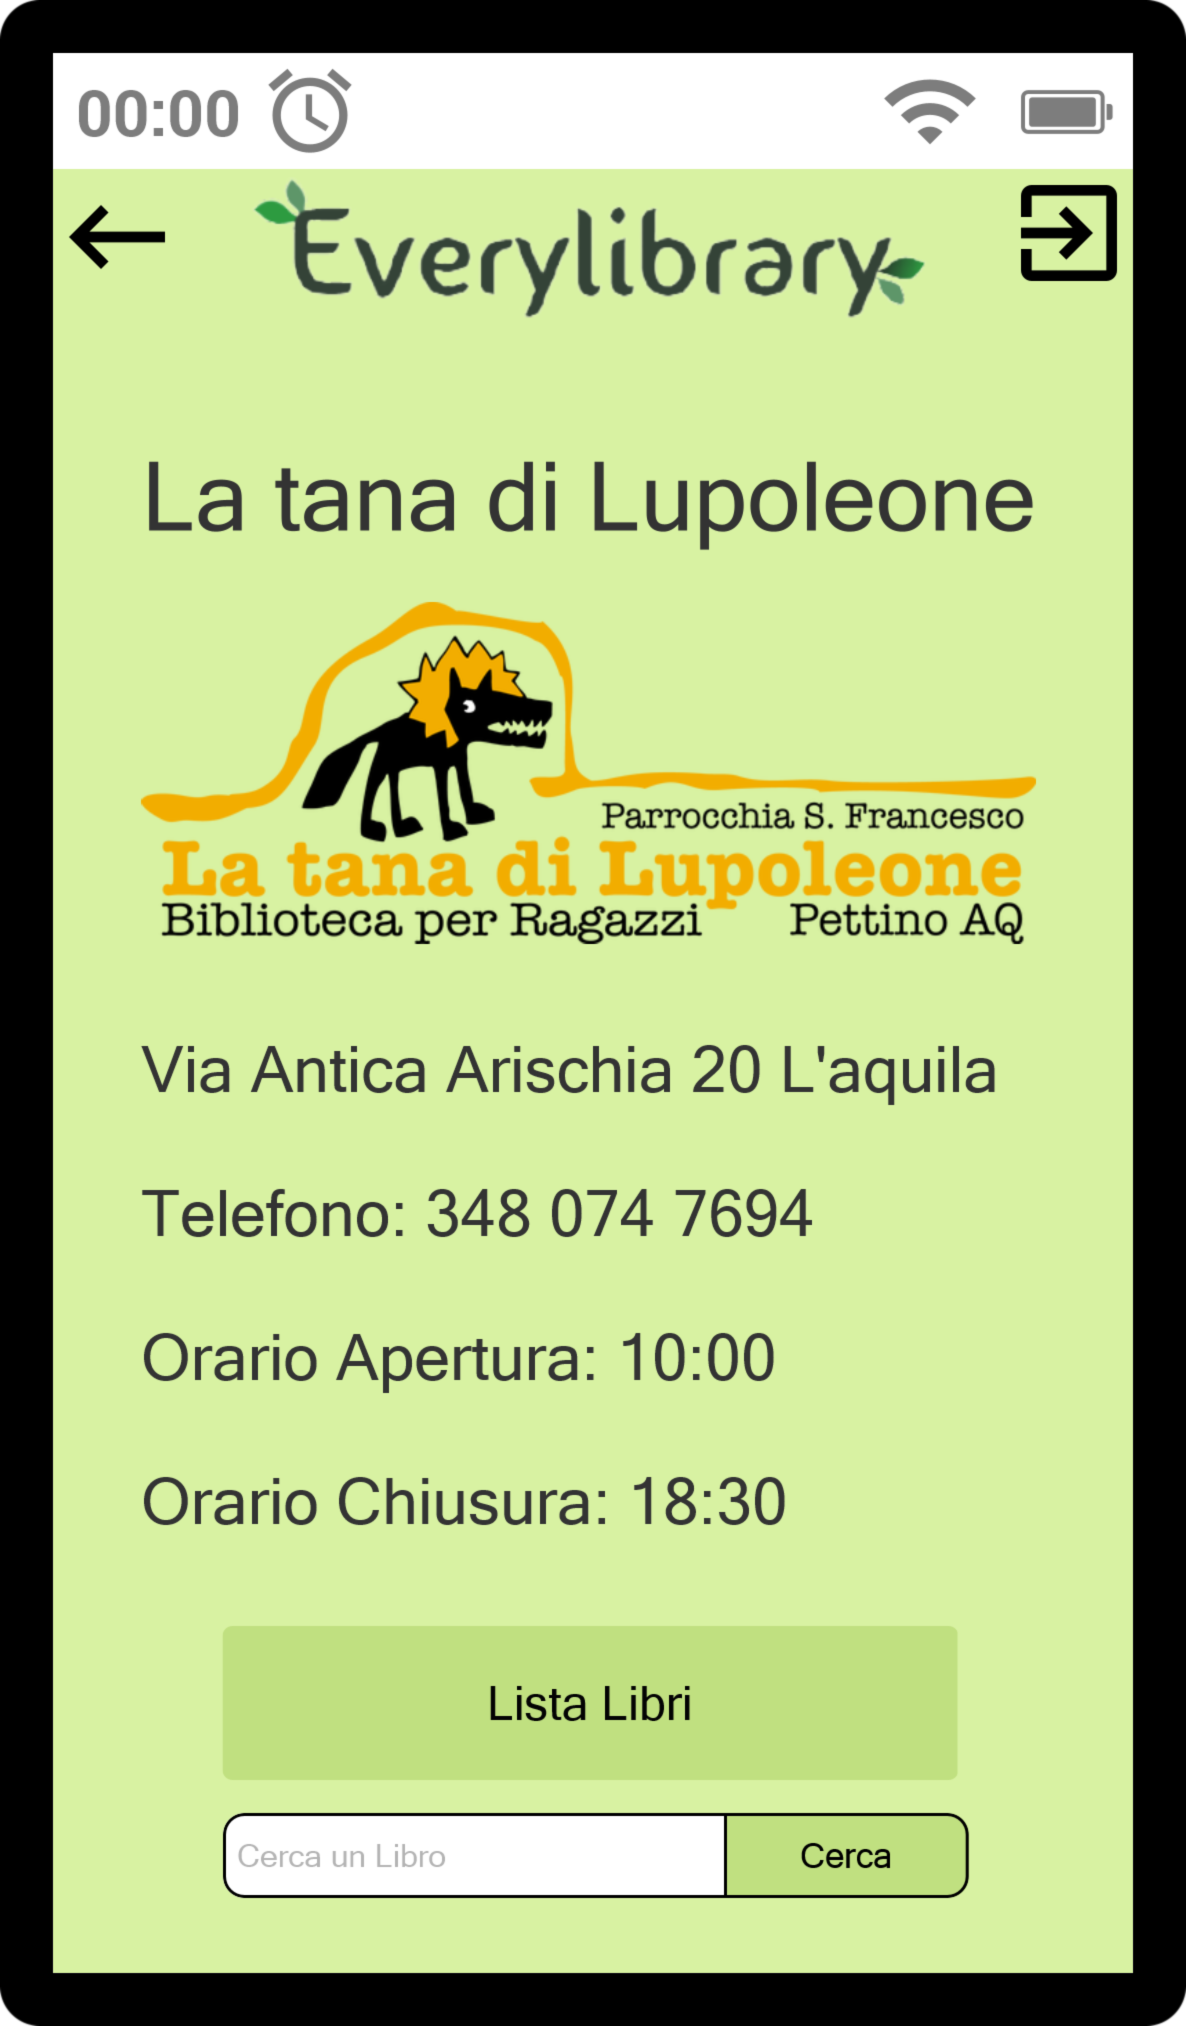 00:00
Everylibrary
La tana di Lupoleone
Parrocchia S. Francesco
La tana di Lupoleone
Biblioteca per Ragazzi Pettino AQ
Via Antica Arischia 20 L'aquila
Telefono: 348 074 7694
Orario Apertura: 10:00
Orario Chiusura: 18:30
Lista Libri
Cerca un Libro Cerca